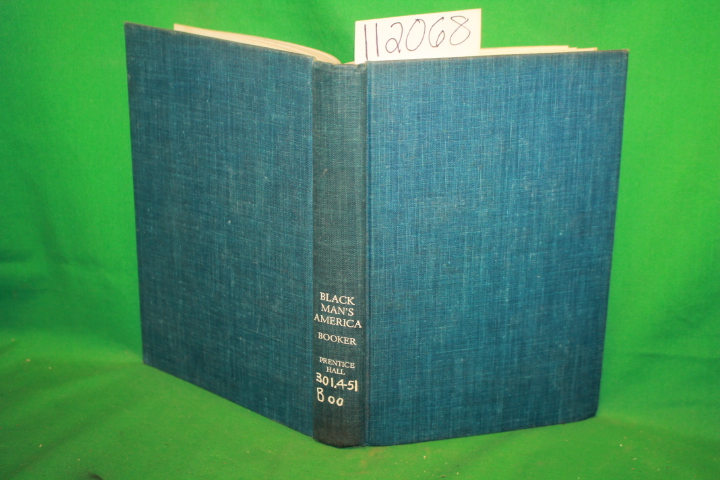 112068
BLACK
MAN'S
AMERICA
BOOKER
PRENTICE
HALL
301.451
Boo